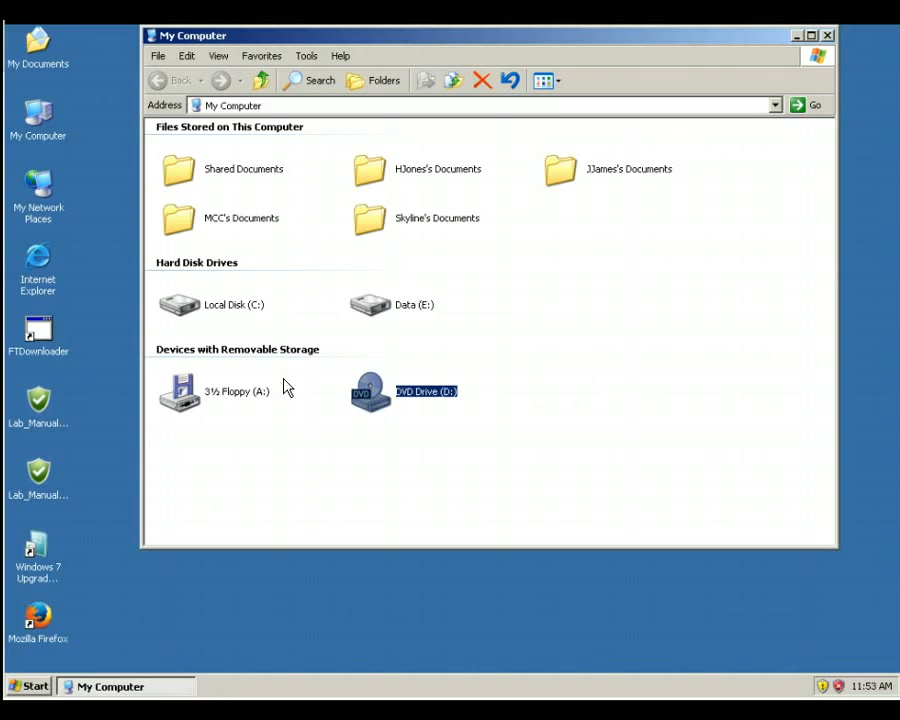 My Documents
My Computer
My Network
Places
Internet
Explorer
FTDownloader
Lab_Manual...
Lab_Manual...
Windows 7
Upgrad...
Mozilla Firefox
My Computer
File Edit View Favorites Tools Help
Back Search Folders
Address My Computer Go
Files Stored on This Computer
Shared Documents HJones's Documents JJames's Documents
MCC's Documents Skyline's Documents
Hard Disk Drives
Local Disk (C:) Data (E:)
Devices with Removable Storage
3½ Floppy (A:) DVD DVD Drive (D:)
Start My Computer 11:53 AM